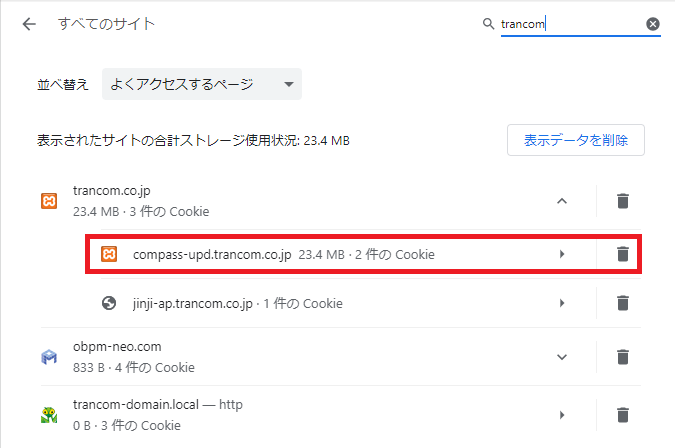 すべてのサイト
trancom
並べ替え よくアクセスするページ
表示されたサイトの合計ストレージ使用状況: 23.4 MB 表示データを削除
trancom.co.jp
23.4 MB · 3 件の Cookie
compass-upd.trancom.co.jp 23.4 MB · 2 件の Cookie
jinji-ap.trancom.co.jp · 1 件の Cookie
obpm-neo.com
833 B · 4 件の Cookie
trancom-domain.local — http
0 B · 3 件の Cookie